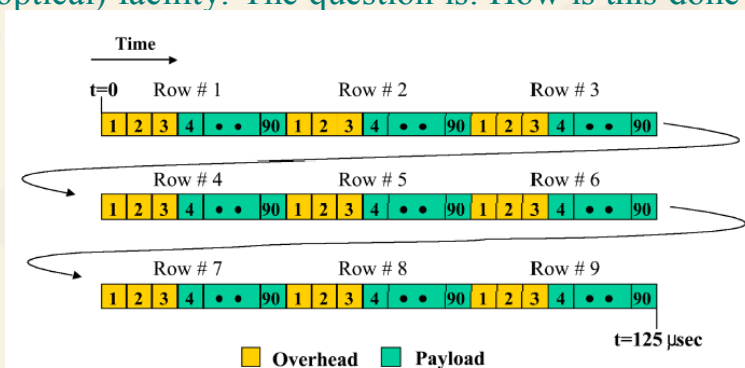 optical) facility. The question is: How is this done
Time
t=0 Row # 1 Row # 2 Row # 3
1 2 3 4 • • 90 1 2 3 4 • • 90 1 2 3 4 • • 90
Row # 4 Row # 5 Row # 6
1 2 3 4 • • 90 1 2 3 4 • • 90 1 2 3 4 • • 90
Row # 7 Row # 8 Row # 9
1 2 3 4 • • 90 1 2 3 4 • • 90 1 2 3 4 • • 90
t=125 μsec
Overhead Payload